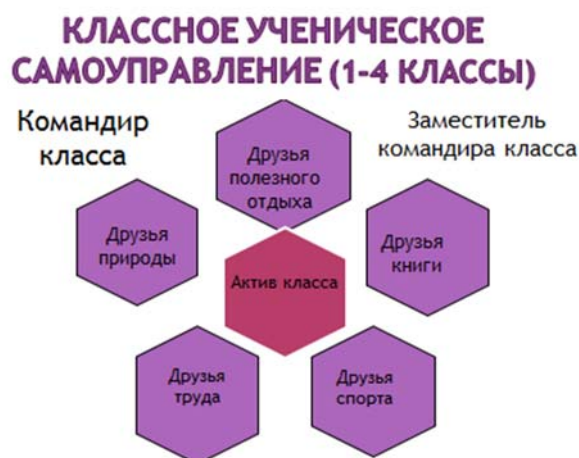 КЛАССНОЕ УЧЕНИЧЕСКОЕ
САМОУПРАВЛЕНИЕ (1-4 КЛАССЫ)
Командир
класса
Заместитель
командира класса
Друзья
полезного
отдыха
Друзья
природы
Друзья
книги
Актив класса
Друзья
труда
Друзья
спорта